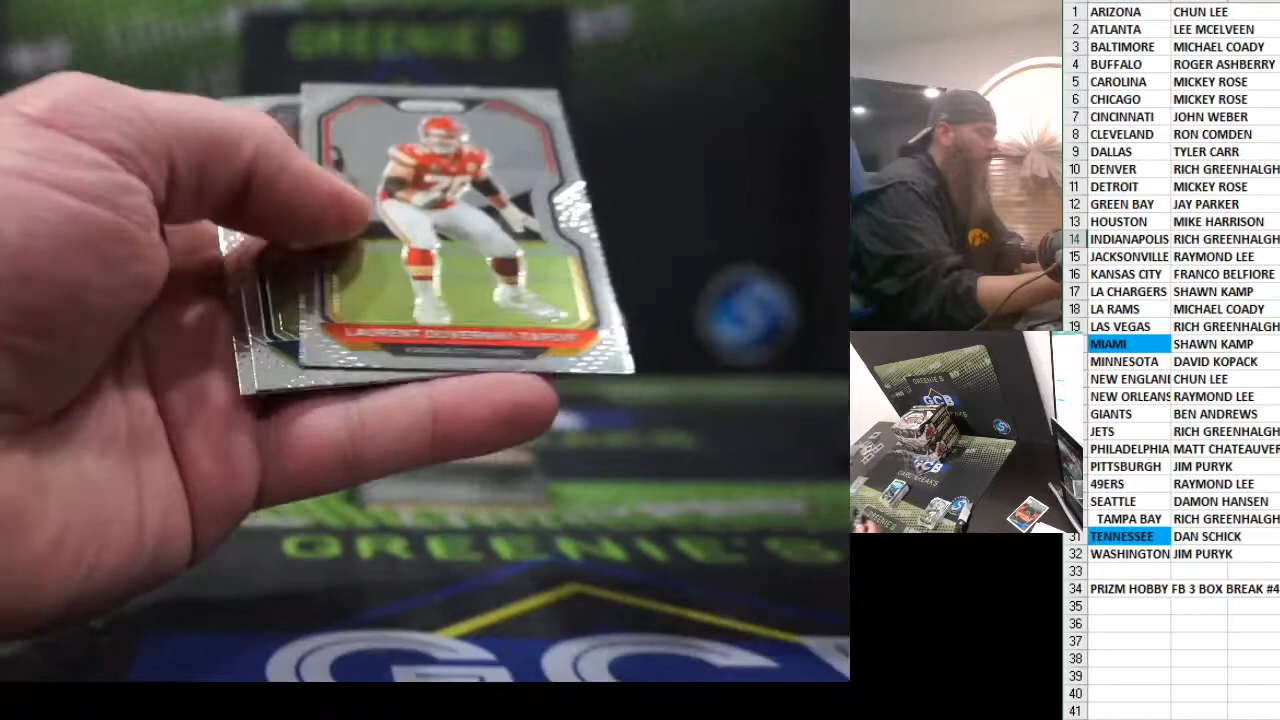 GREENIE'S
LAURENT DUVERNAY-TARDIF
GREENIE'S
GCB
GREENIE'S
GCB
GCB
1 ARIZONA CHUN LEE
2 ATLANTA LEE MCELVEEN
3 BALTIMORE MICHAEL COADY
4 BUFFALO ROGER ASHBERRY
5 CAROLINA MICKEY ROSE
6 CHICAGO MICKEY ROSE
7 CINCINNATI JOHN WEBER
8 CLEVELAND RON COMDEN
9 DALLAS TYLER CARR
10 DENVER RICH GREENHALGH
11 DETROIT MICKEY ROSE
12 GREEN BAY JAY PARKER
13 HOUSTON MIKE HARRISON
14 INDIANAPOLIS RICH GREENHALGH
15 JACKSONVILLE RAYMOND LEE
16 KANSAS CITY FRANCO BELFIORE
17 LA CHARGERS SHAWN KAMP
18 LA RAMS MICHAEL COADY
19 LAS VEGAS RICH GREENHALGH
MIAMI SHAWN KAMP
MINNESOTA DAVID KOPACK
NEW ENGLAN CHUN LEE
NEW ORLEANS RAYMOND LEE
GIANTS BEN ANDREWS
JETS RICH GREENHALGH
PHILADELPHIA MATT CHATEAUVER
PITTSBURGH JIM PURYK
49ERS RAYMOND LEE
SEATTLE DAMON HANSEN
TAMPA BAY RICH GREENHALGH
31 TENNESSEE DAN SCHICK
32 WASHINGTON JIM PURYK
33
34 PRIZM HOBBY FB 3 BOX BREAK #4
35
36
37
38
39
40
41